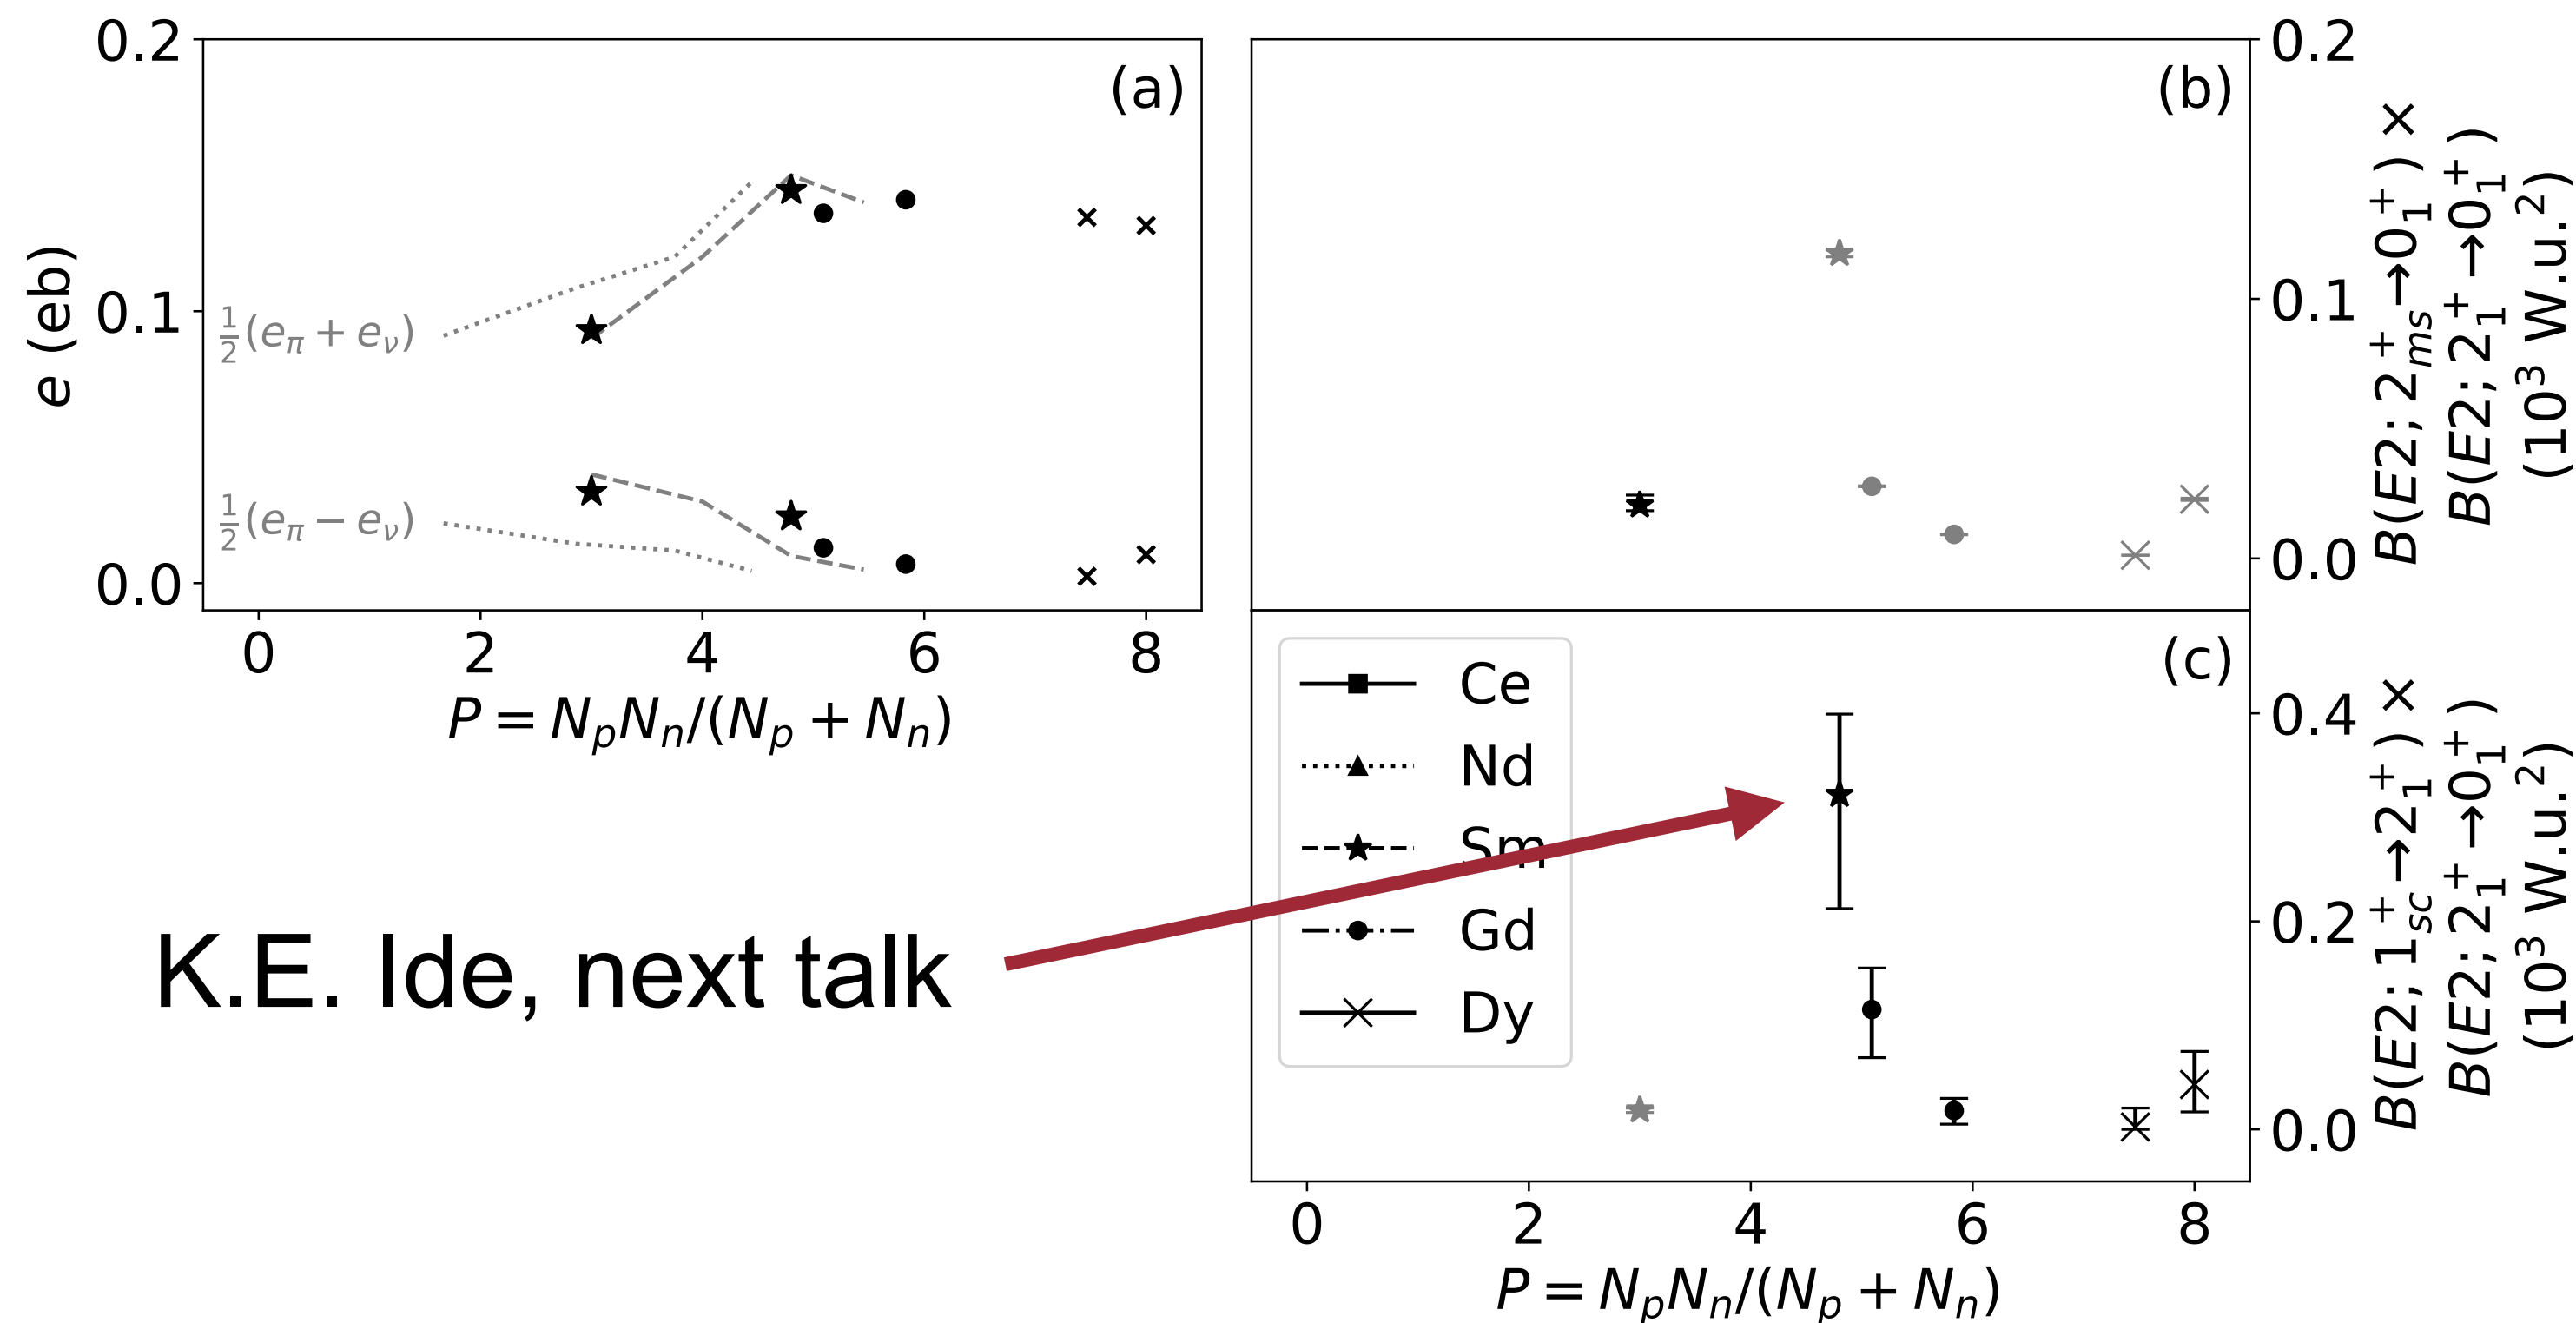 0.2
0.1
0.0
e (eb)
(a)
½(eπ + eν)
½(eπ − eν)
0 2 4 6 8
P = NpNn/(Np + Nn)
(b)
0.2
0.1
0.0
B(E2; 2⁺ms→0⁺1) ×
B(E2; 2⁺1→0⁺1)
(10³ W.u.²)
(c)
Ce
Nd
Sm
Gd
Dy
0.4
0.2
0.0
B(E2; 1⁺sc→2⁺1) ×
B(E2; 2⁺1→0⁺1)
(10³ W.u.²)
0 2 4 6 8
P = NpNn/(Np + Nn)
K.E. Ide, next talk